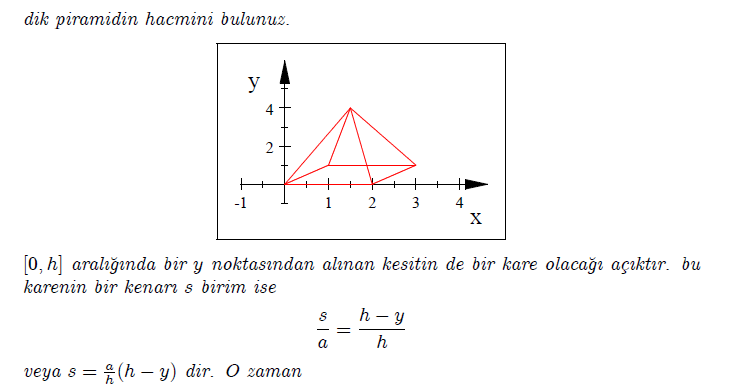 dik piramidin hacmini bulunuz.
y
4
2
-1 1 2 3 4
x
[0, h] aralığında bir y noktasından alınan kesitin de bir kare olacağı açıktır. bu
karenin bir kenarı s birim ise
s/a = (h − y)/h
veya s = a/h (h − y) dir. O zaman